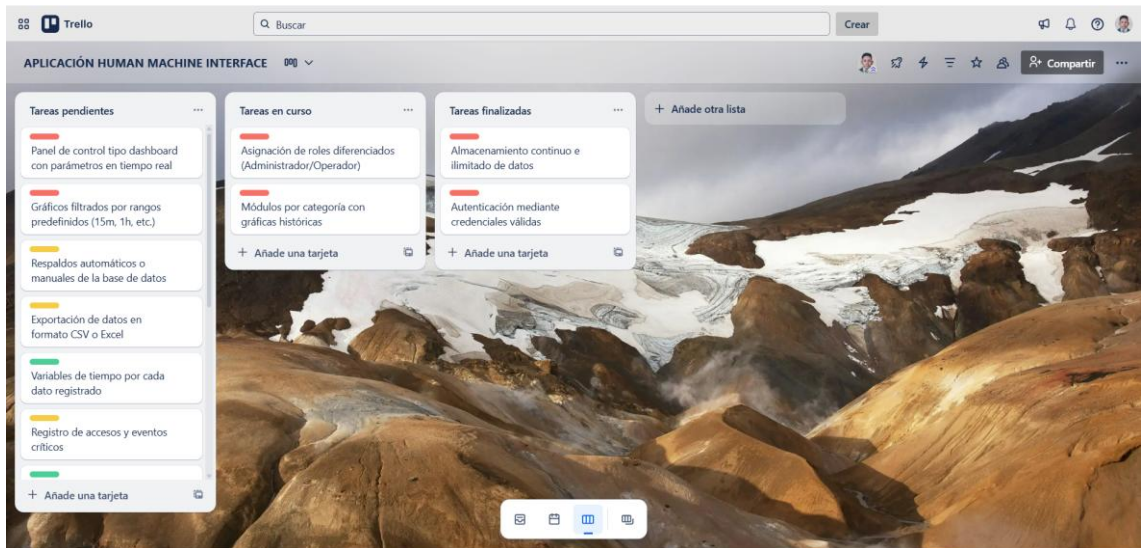 Trello
Buscar
Crear
APLICACIÓN HUMAN MACHINE INTERFACE
Compartir
Tareas pendientes
Panel de control tipo dashboard
con parámetros en tiempo real
Gráficos filtrados por rangos
predefinidos (15m, 1h, etc.)
Respaldos automáticos o
manuales de la base de datos
Exportación de datos en
formato CSV o Excel
Variables de tiempo por cada
dato registrado
Registro de accesos y eventos
críticos
+ Añade una tarjeta
Tareas en curso
Asignación de roles diferenciados
(Administrador/Operador)
Módulos por categoría con
gráficas históricas
+ Añade una tarjeta
Tareas finalizadas
Almacenamiento continuo e
ilimitado de datos
Autenticación mediante
credenciales válidas
+ Añade una tarjeta
+ Añade otra lista